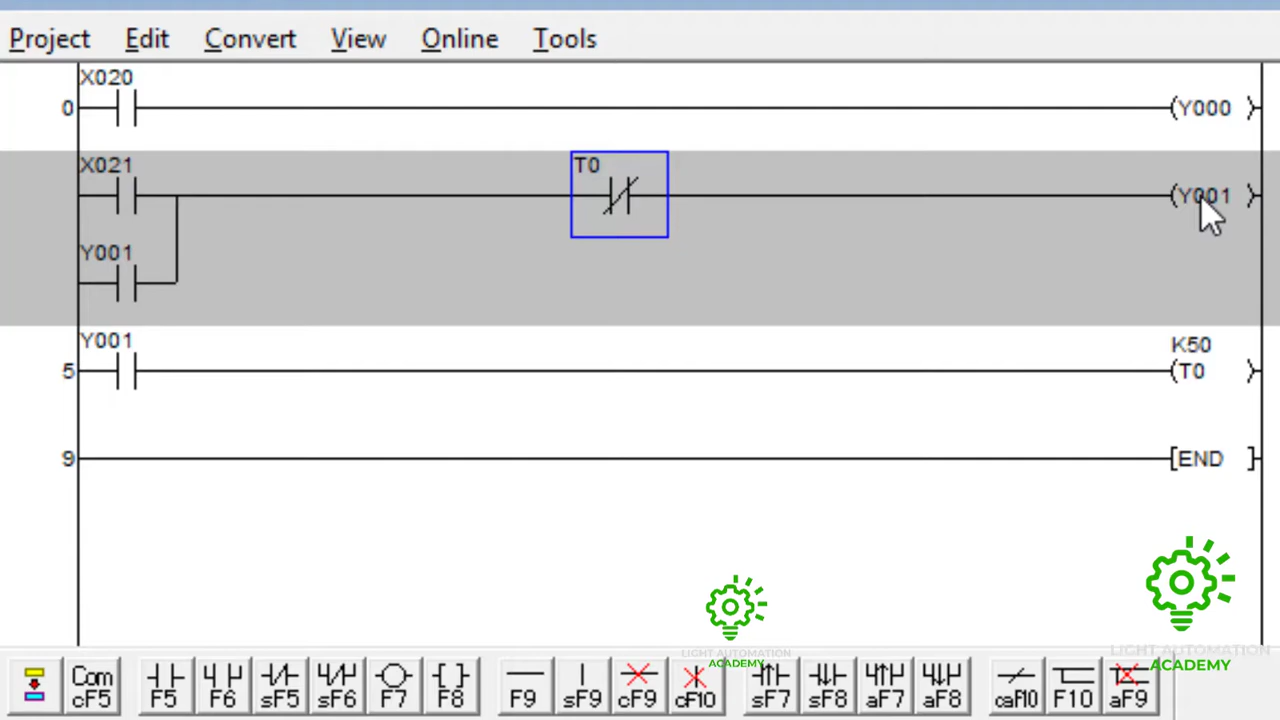 Project Edit Convert View Online Tools
X020
0 (Y000 )
X021 T0
(Y001 )
Y001
Y001 K50
5 (T0 )
9 [END ]
LIGHT AUTOMATION
ACADEMY
LIGHT AUTOMATION
ACADEMY
Com
cF5 F5 F6 sF5 sF6 F7 F8 F9 sF9 cF9 cF10 sF7 sF8 aF7 aF8 caF10 F10 aF9